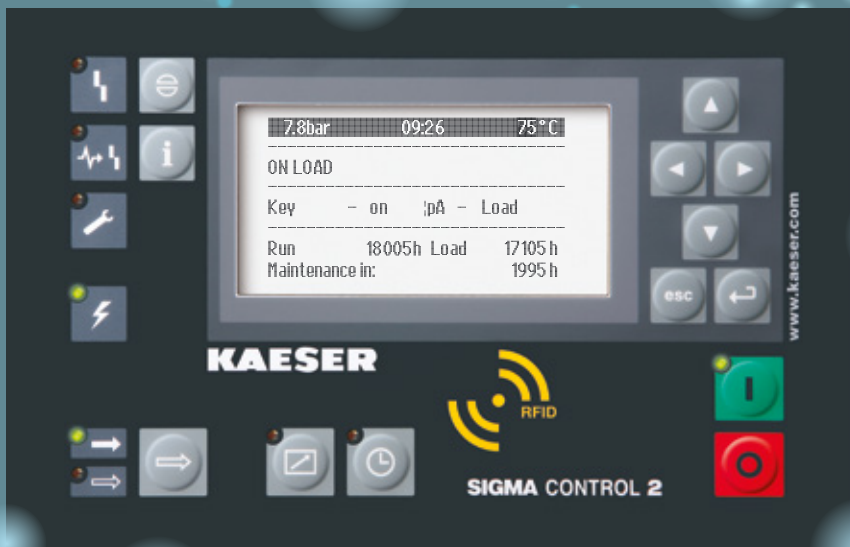 7.8bar 09:26 75°C
ON LOAD
Key - on ¦pA - Load
Run 18005h Load 17105h
Maintenance in: 1995h
i
esc
www.kaeser.com
KAESER
RFID
I
O
SIGMA CONTROL 2